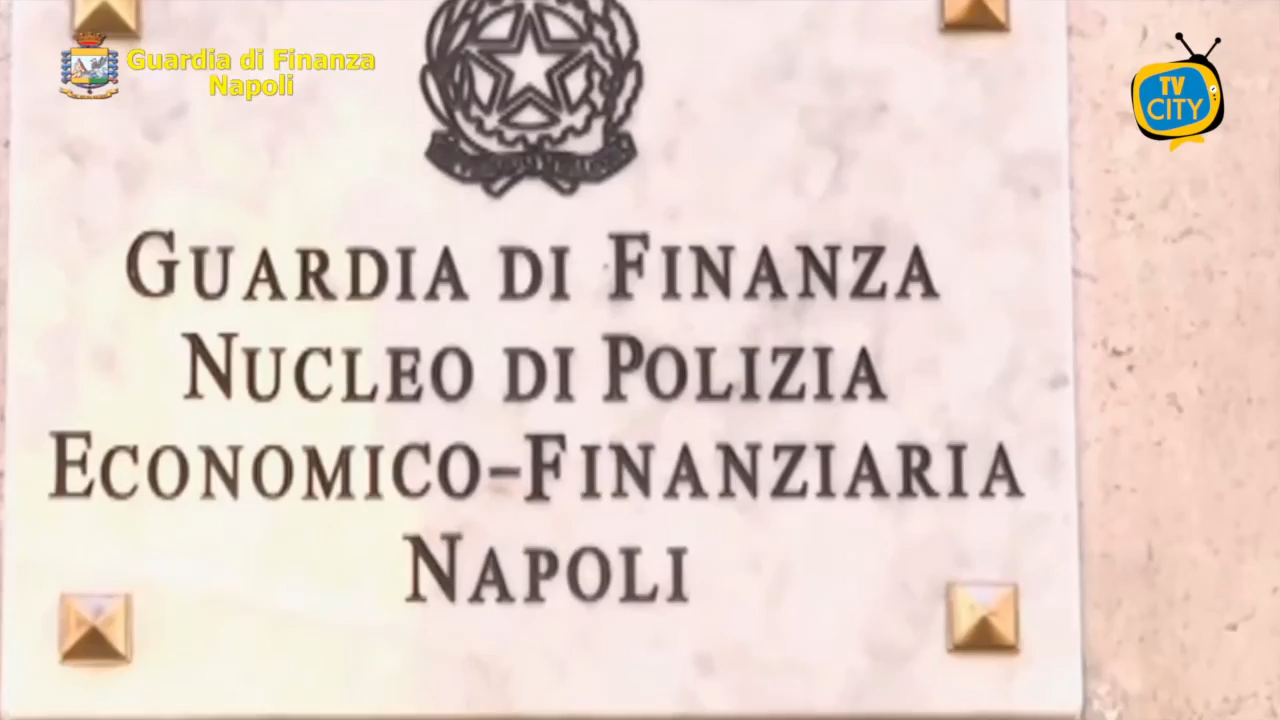 Guardia di Finanza
Napoli
TV
CITY
GUARDIA DI FINANZA
NUCLEO DI POLIZIA
ECONOMICO-FINANZIARIA
NAPOLI